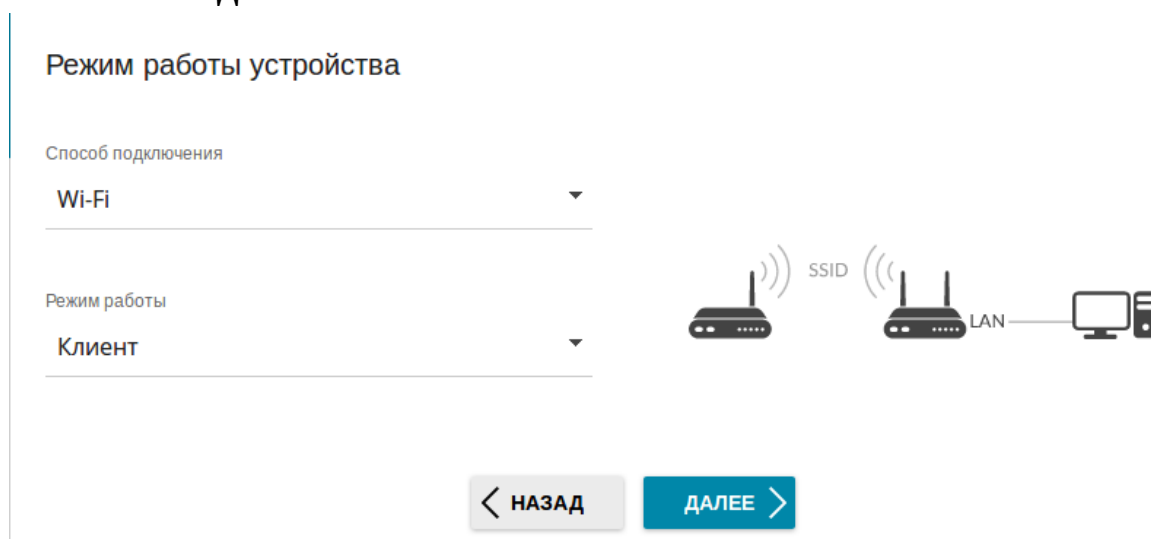 Режим работы устройства
Способ подключения
Wi-Fi
SSID
Режим работы
LAN
Клиент
НАЗАД
ДАЛЕЕ